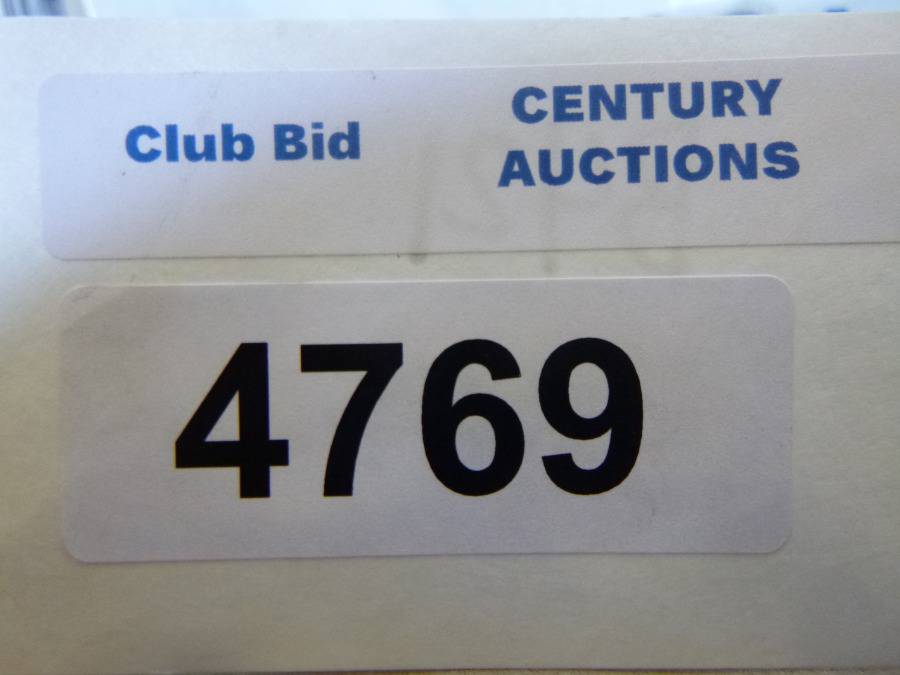 Club Bid
CENTURY
AUCTIONS
4769